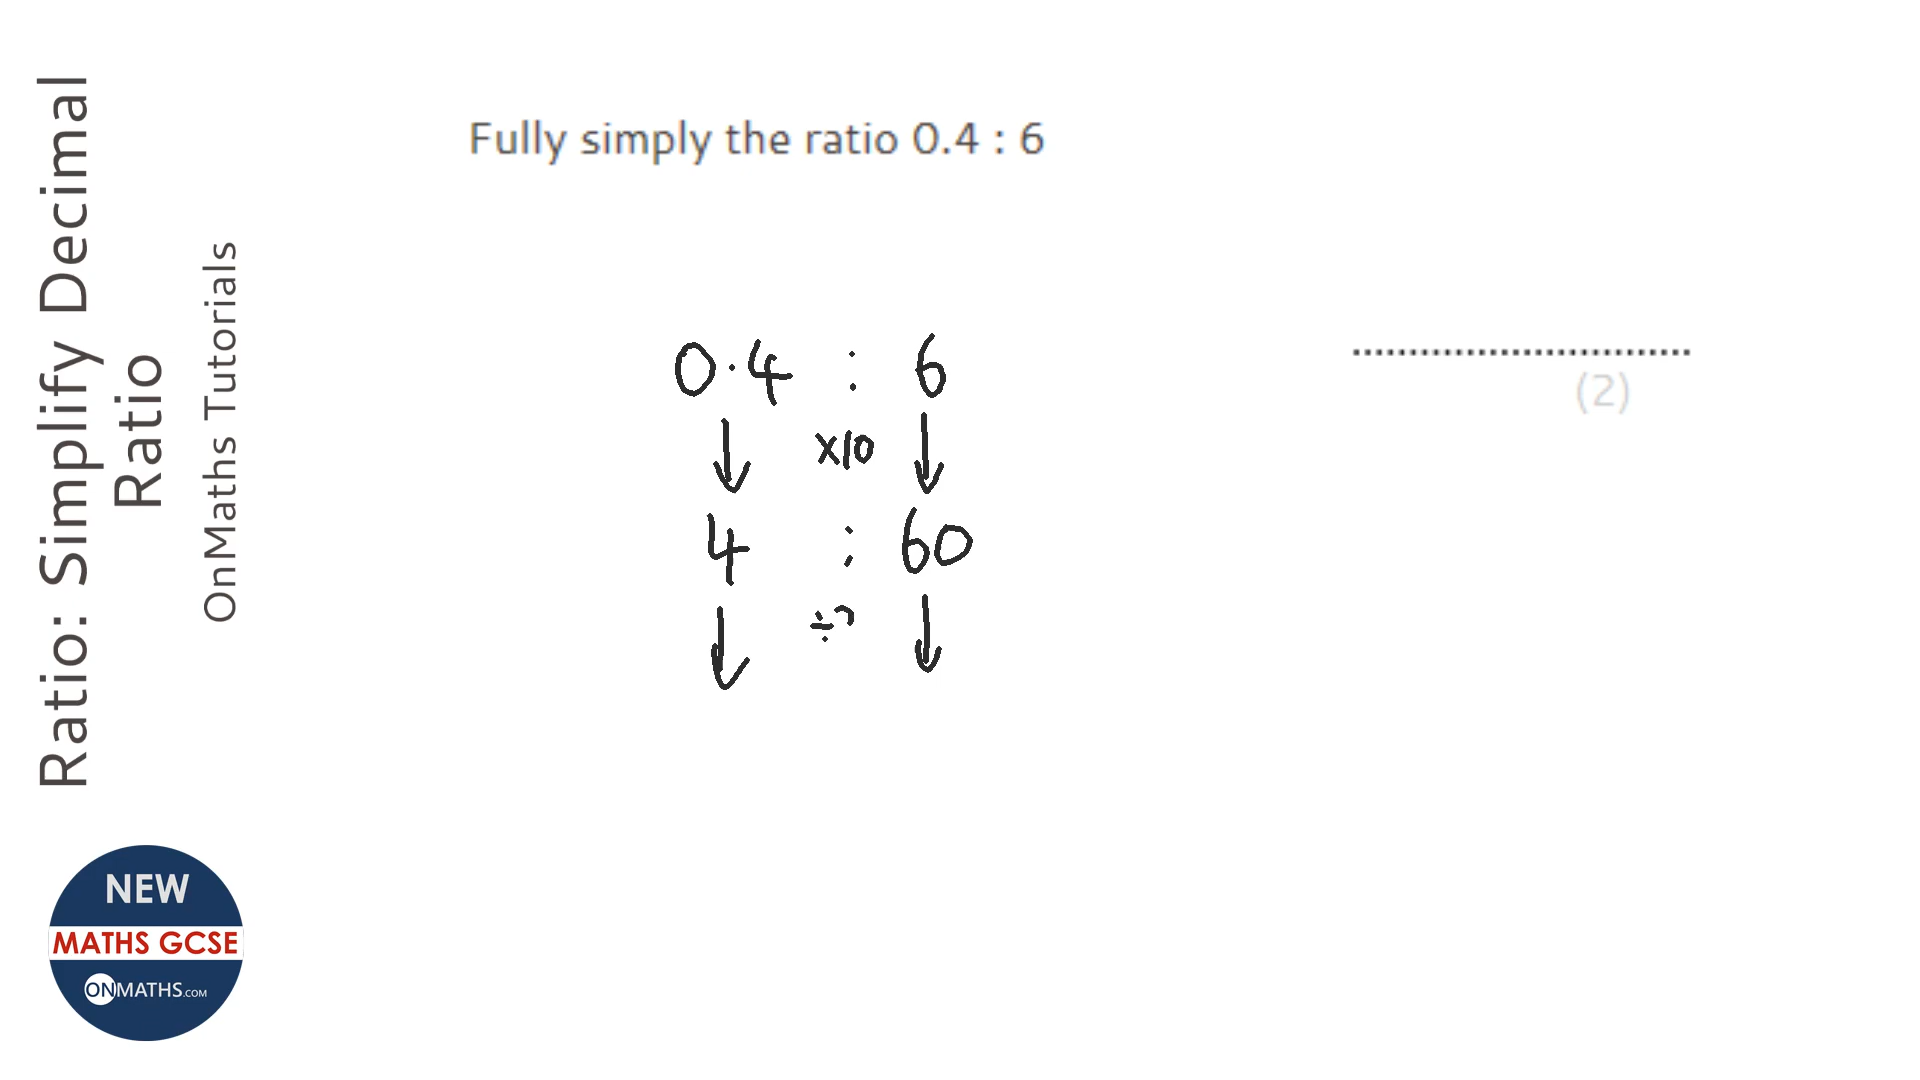 Ratio: Simplify Decimal
Ratio
OnMaths Tutorials
Fully simply the ratio 0.4 : 6
(2)
0.4 : 6
x10
4 : 60
÷
NEW
MATHS GCSE
ONMATHS.COM